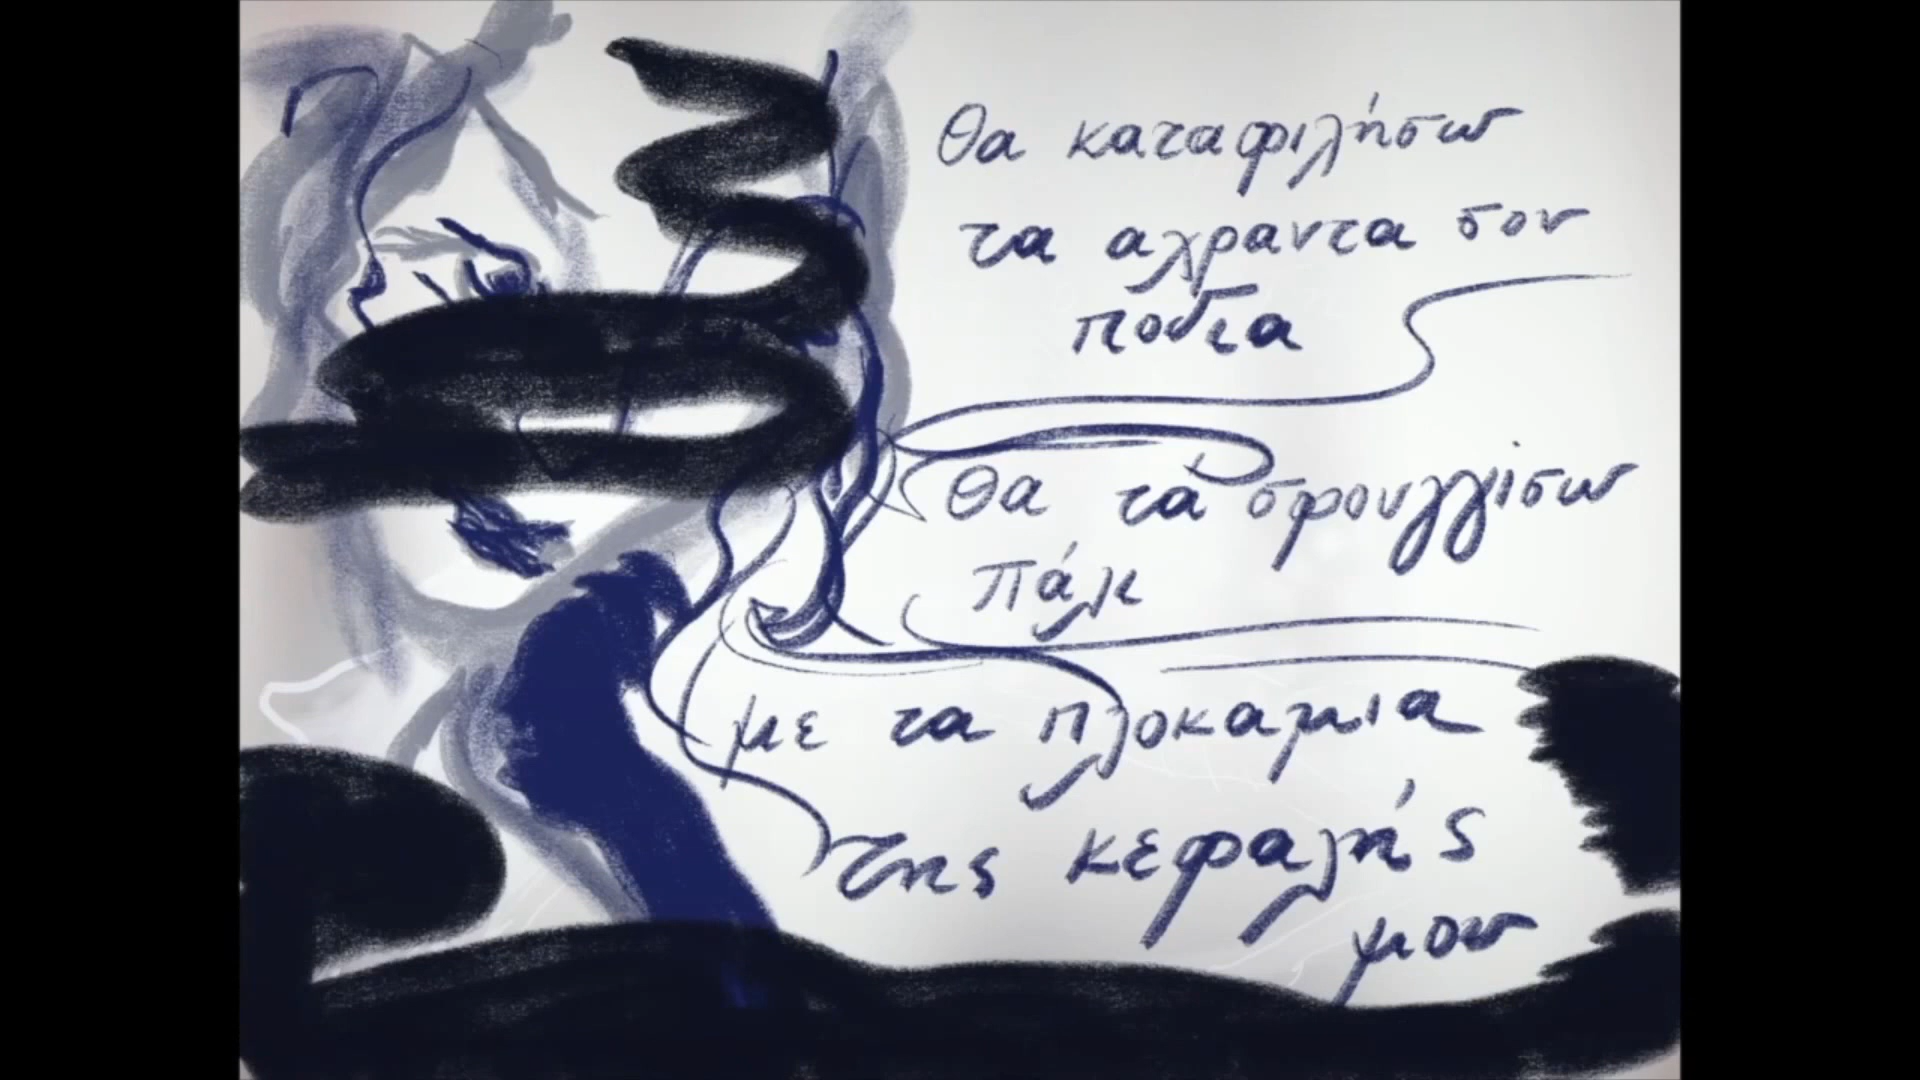 θα καταφιλήσω
τα αχραντα σου
ποδια
θα τα σφουγγίσω
πάλι
με τα πλοκαμια
της κεφαλής
μου